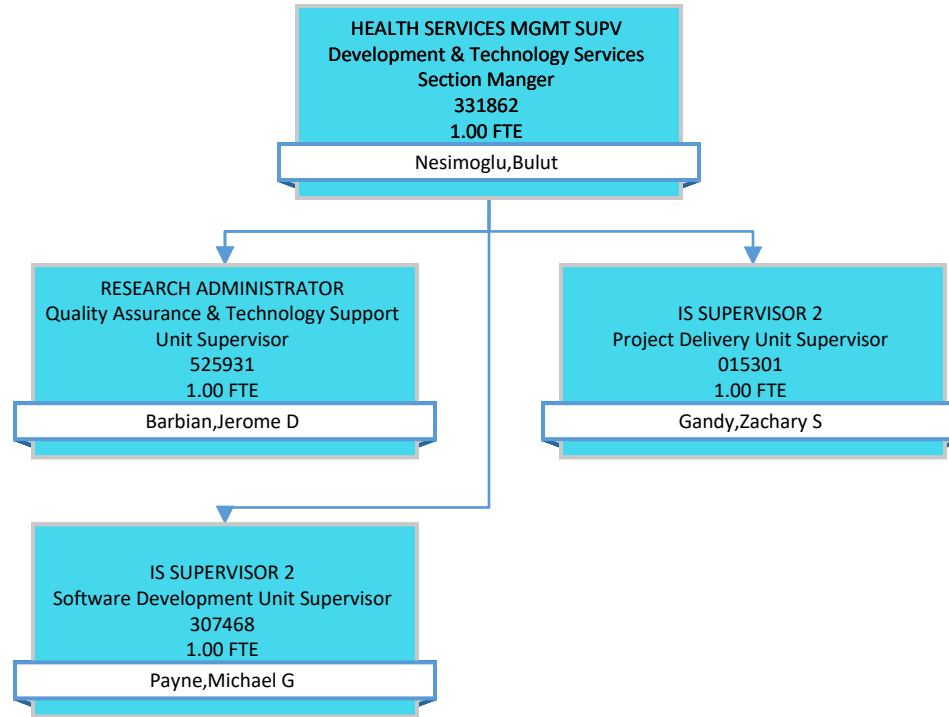 HEALTH SERVICES MGMT SUPV
Development & Technology Services
Section Manger
331862
1.00 FTE
Nesimoglu,Bulut
RESEARCH ADMINISTRATOR
Quality Assurance & Technology Support
Unit Supervisor
525931
1.00 FTE
Barbian,Jerome D
IS SUPERVISOR 2
Project Delivery Unit Supervisor
015301
1.00 FTE
Gandy,Zachary S
IS SUPERVISOR 2
Software Development Unit Supervisor
307468
1.00 FTE
Payne,Michael G